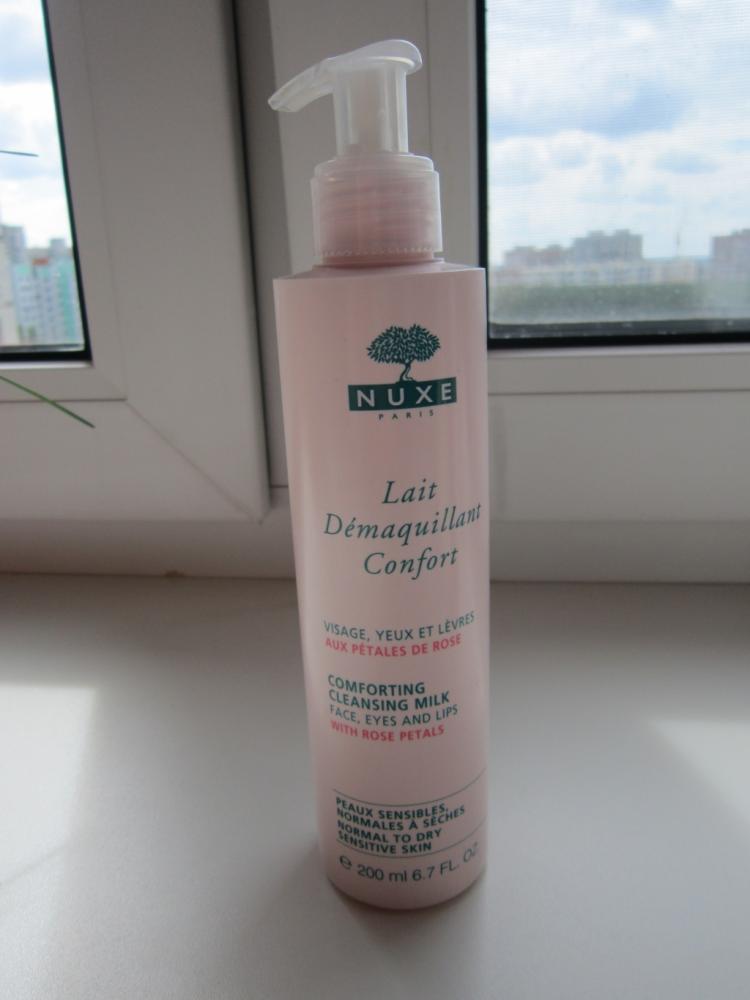 NUXE
PARIS
Lait
Démaquillant
Confort
VISAGE, YEUX ET LÈVRES
AUX PÉTALES DE ROSE
COMFORTING
CLEANSING MILK
FACE, EYES AND LIPS
WITH ROSE PETALS
PEAUX SENSIBLES,
NORMALES À SÈCHES
NORMAL TO DRY
SENSITIVE SKIN
℮ 200 ml 6.7 FL. OZ